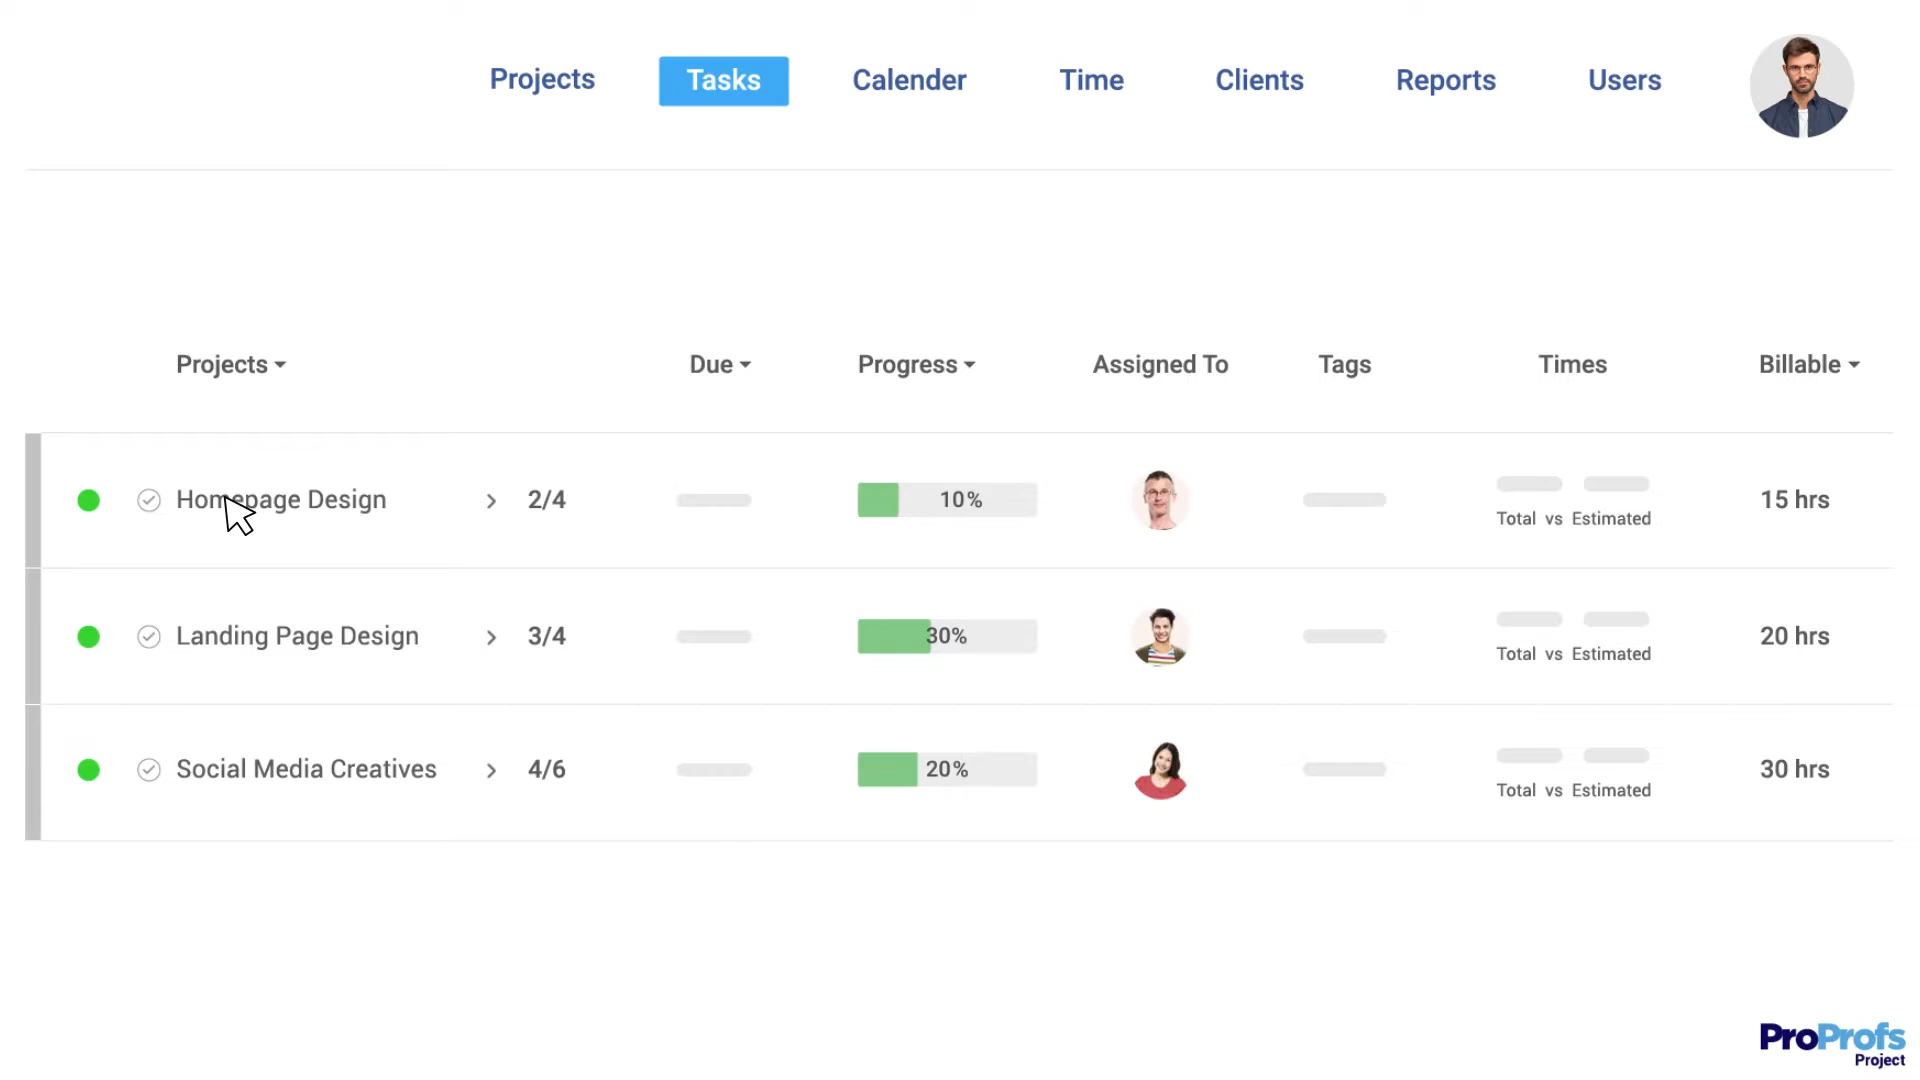 Projects Tasks Calender Time Clients Reports Users
Projects Due Progress Assigned To Tags Times Billable
Homepage Design 2/4 10% Total vs Estimated 15 hrs
Landing Page Design 3/4 30% Total vs Estimated 20 hrs
Social Media Creatives 4/6 20% Total vs Estimated 30 hrs
ProProfs
Project